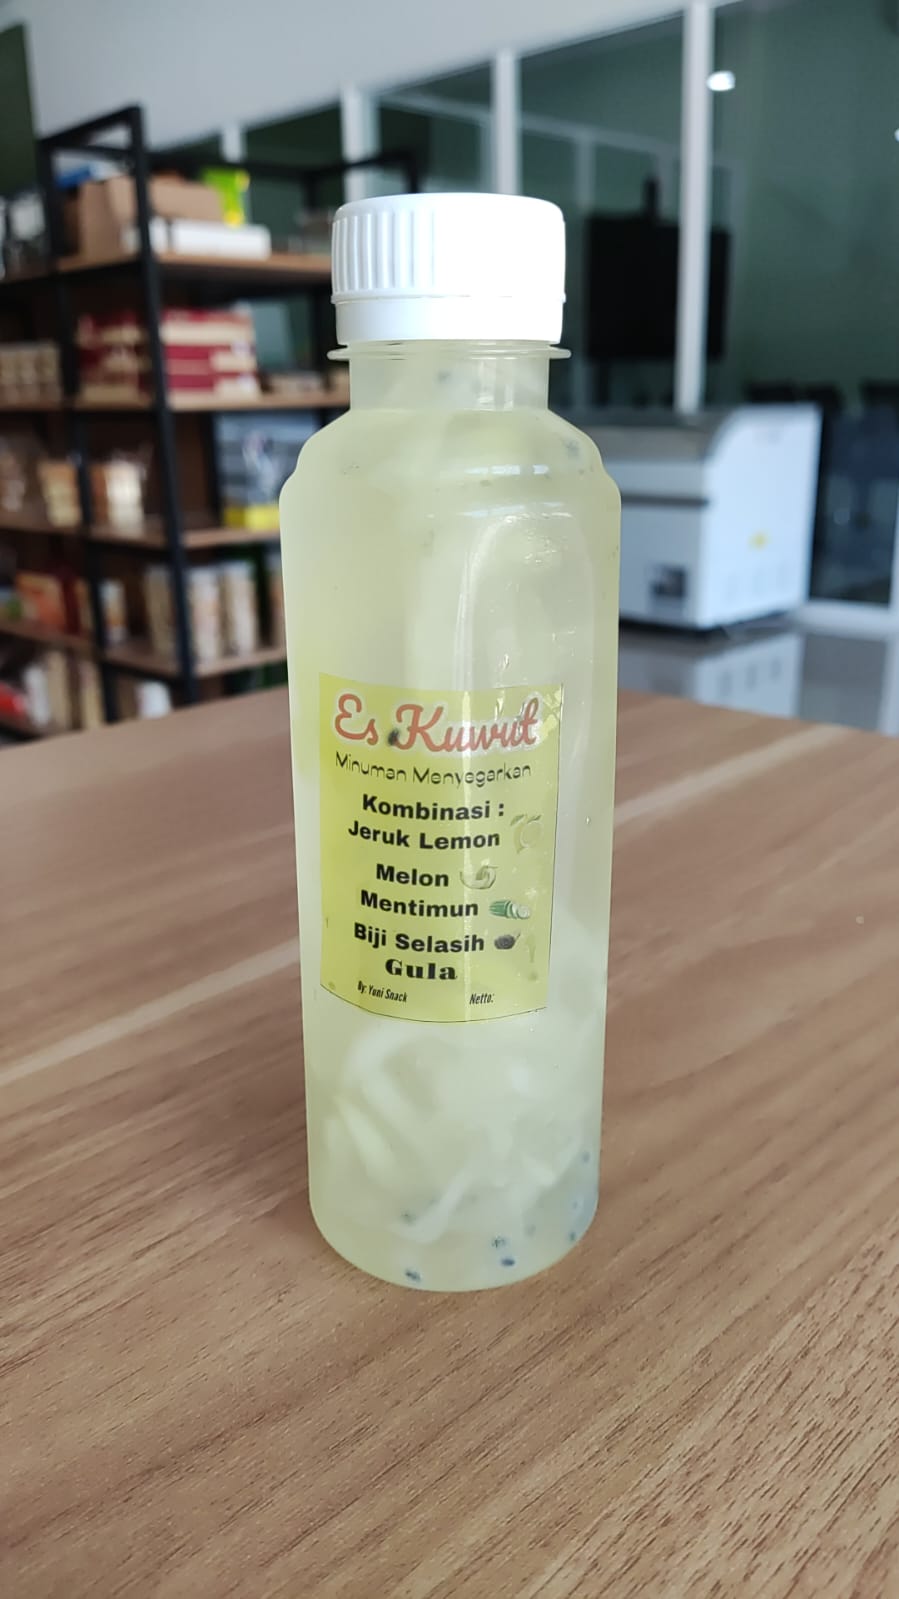 Es Kuwut
Minuman Menyegarkan
Kombinasi :
Jeruk Lemon
Melon
Mentimun
Biji Selasih
Gula
By: Yuni Snack Netto: